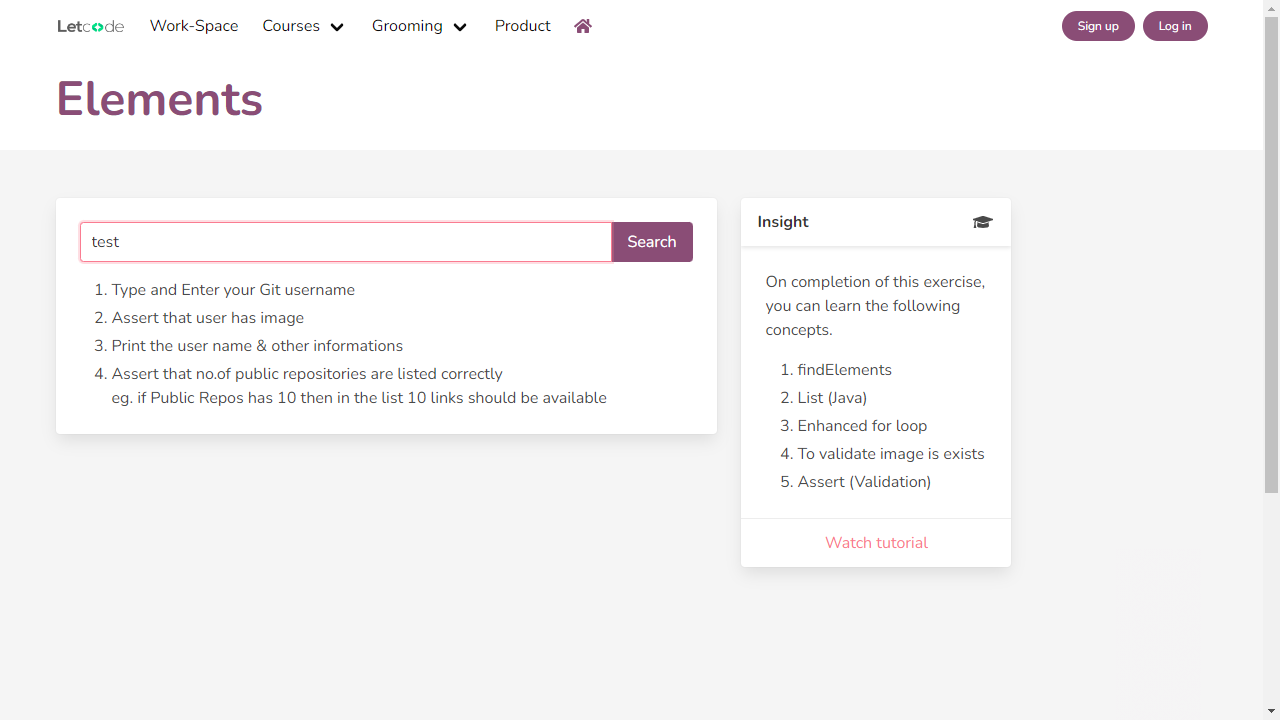 Letcode Work-Space Courses Grooming Product Sign up Log in
Elements
test Search
1. Type and Enter your Git username
2. Assert that user has image
3. Print the user name & other informations
4. Assert that no.of public repositories are listed correctly
eg. if Public Repos has 10 then in the list 10 links should be available
Insight
On completion of this exercise,
you can learn the following
concepts.
1. findElements
2. List (Java)
3. Enhanced for loop
4. To validate image is exists
5. Assert (Validation)
Watch tutorial